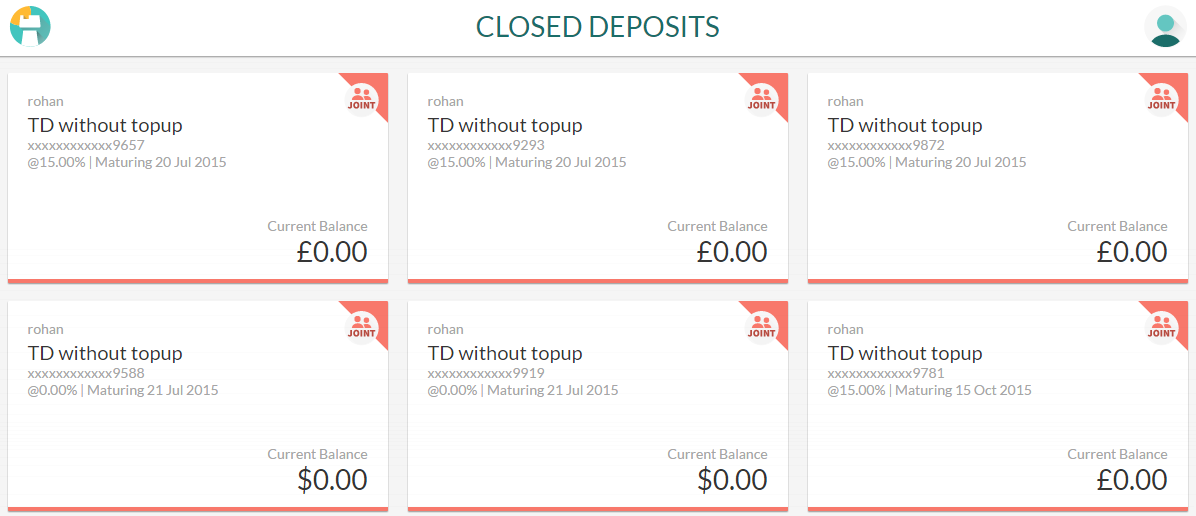 CLOSED DEPOSITS
rohan
JOINT
TD without topup
xxxxxxxxxxxx9657
@15.00% | Maturing 20 Jul 2015
Current Balance
£0.00
rohan
JOINT
TD without topup
xxxxxxxxxxxx9293
@15.00% | Maturing 20 Jul 2015
Current Balance
£0.00
rohan
JOINT
TD without topup
xxxxxxxxxxxx9872
@15.00% | Maturing 20 Jul 2015
Current Balance
£0.00
rohan
JOINT
TD without topup
xxxxxxxxxxxx9588
@0.00% | Maturing 21 Jul 2015
Current Balance
$0.00
rohan
JOINT
TD without topup
xxxxxxxxxxxx9919
@0.00% | Maturing 21 Jul 2015
Current Balance
$0.00
rohan
JOINT
TD without topup
xxxxxxxxxxxx9781
@15.00% | Maturing 15 Oct 2015
Current Balance
£0.00